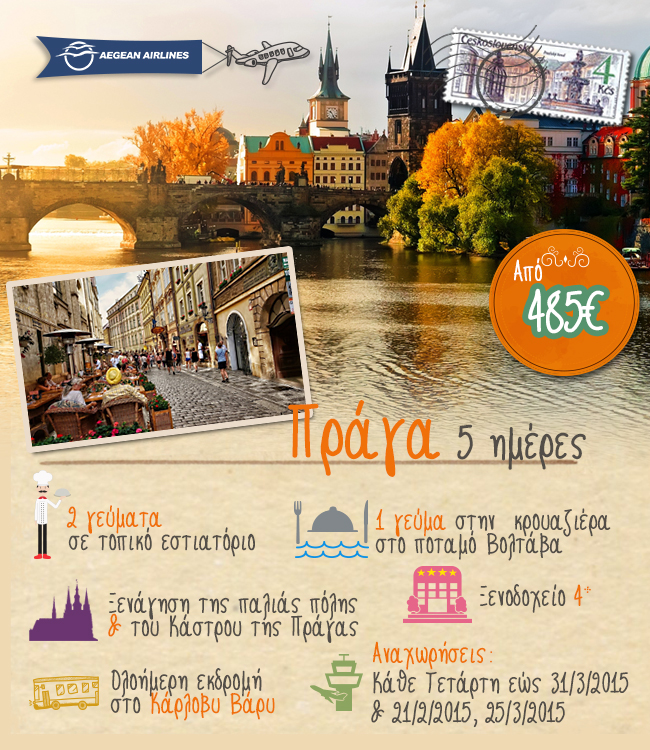 AEGEAN AIRLINES
Československo
4
Kčs
Από
485€
Πράγα 5 ημέρες
2 γεύματα
σε τοπικό εστιατόριο
1 γεύμα στην κρουαζιέρα
στο ποταμό Βολτάβα
Ξενάγηση της παλιάς πόλης
& του Κάστρου της Πράγας
Ξενοδοχείο 4*
Ολοήμερη εκδρομή
στο Κάρλοβυ Βάρυ
Αναχωρήσεις:
Κάθε Τετάρτη εώς 31/3/2015
& 21/2/2015, 25/3/2015